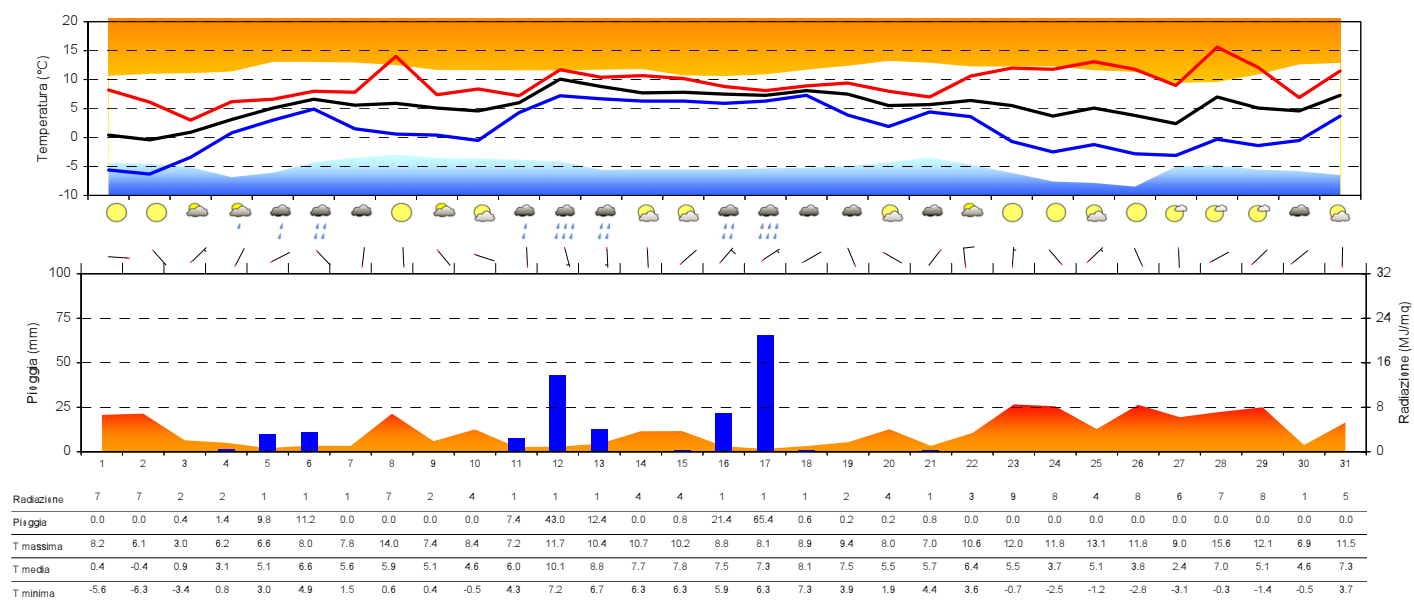 20
15
10
5
0
-5
-10
Temperatura (°C)
100 32
75 24
50 16
25 8
0 0
Pioggia (mm)
Radiazione (MJ/mq)
1 2 3 4 5 6 7 8 9 10 11 12 13 14 15 16 17 18 19 20 21 22 23 24 25 26 27 28 29 30 31
Radiazione 7 7 2 2 1 1 1 7 2 4 1 1 1 4 4 1 1 1 2 4 1 3 9 8 4 8 6 7 8 1 5
Pioggia 0.0 0.0 0.4 1.4 9.8 11.2 0.0 0.0 0.0 0.0 7.4 43.0 12.4 0.0 0.8 21.4 65.4 0.6 0.2 0.2 0.8 0.0 0.0 0.0 0.0 0.0 0.0 0.0 0.0 0.0 0.0
T massima 8.2 6.1 3.0 6.2 6.6 8.0 7.8 14.0 7.4 8.4 7.2 11.7 10.4 10.7 10.2 8.8 8.1 8.9 9.4 8.0 7.0 10.6 12.0 11.8 13.1 11.8 9.0 15.6 12.1 6.9 11.5
T media 0.4 -0.4 0.9 3.1 5.1 6.6 5.6 5.9 5.1 4.6 6.0 10.1 8.8 7.7 7.8 7.5 7.3 8.1 7.5 5.5 5.7 6.4 5.5 3.7 5.1 3.8 2.4 7.0 5.1 4.6 7.3
T minima -5.6 -6.3 -3.4 0.8 3.0 4.9 1.5 0.6 0.4 -0.5 4.3 7.2 6.7 6.3 6.3 5.9 6.3 7.3 3.9 1.9 4.4 3.6 -0.7 -2.5 -1.2 -2.8 -3.1 -0.3 -1.4 -0.5 3.7